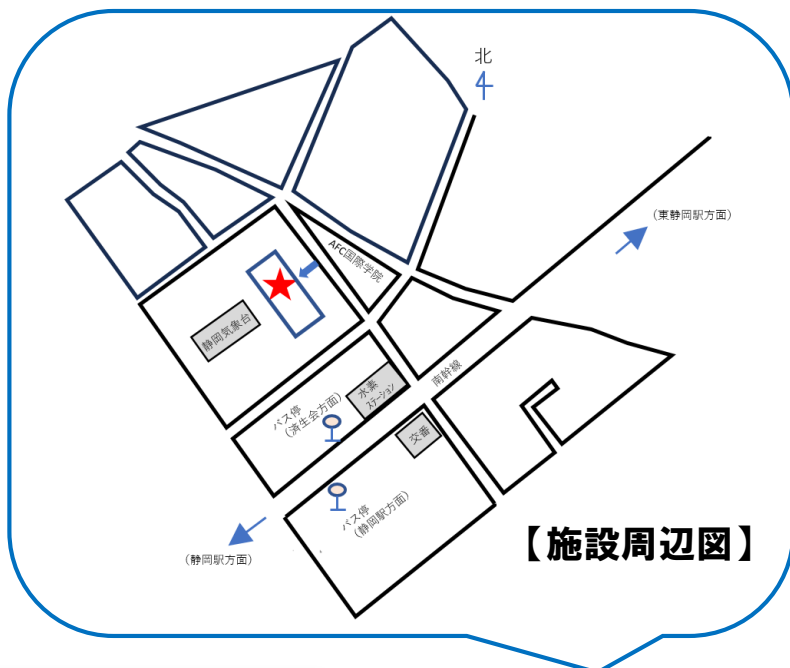 北
（東静岡駅方面）
AFC国際学院
静岡気象台
南幹線
水素
ステーション
バス停
（済生会方面）
交番
バス停
（静岡駅方面）
（静岡駅方面）
【施設周辺図】